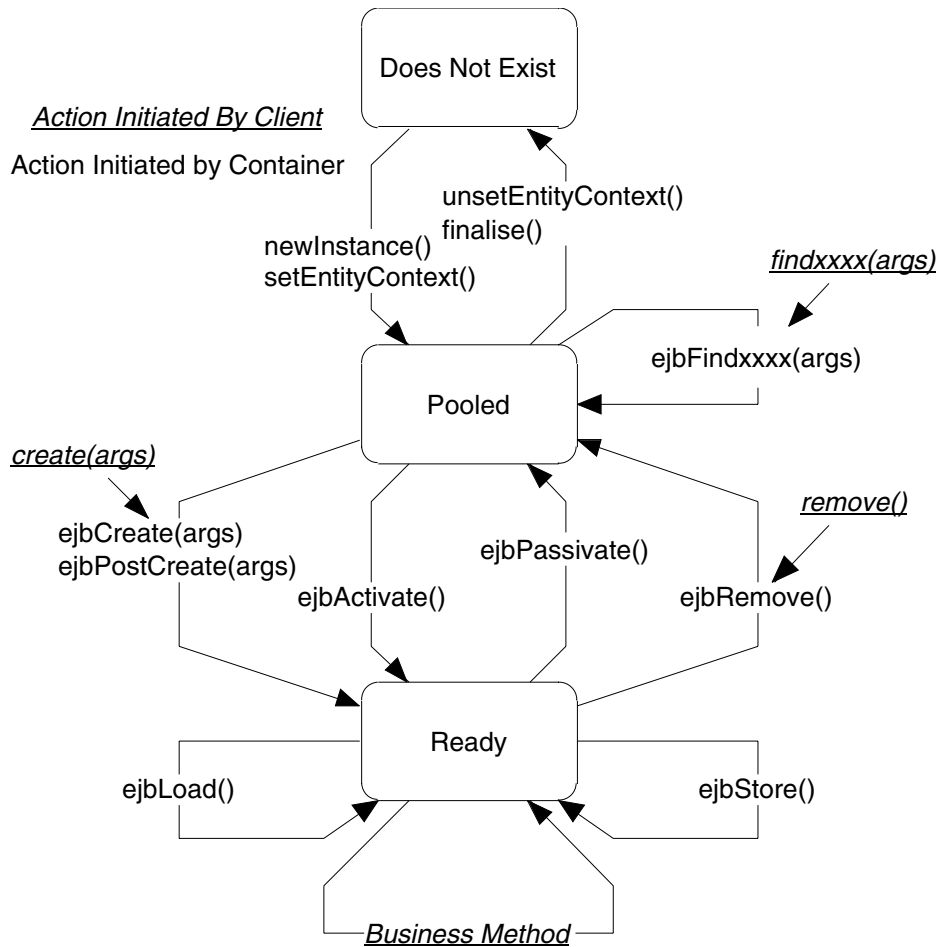 Does Not Exist
Action Initiated By Client
Action Initiated by Container
unsetEntityContext()
finalise()
newInstance()
setEntityContext()
findxxxx(args)
ejbFindxxxx(args)
Pooled
create(args)
ejbCreate(args)
ejbPostCreate(args)
ejbActivate()
ejbPassivate()
remove()
ejbRemove()
Ready
ejbLoad()
ejbStore()
Business Method